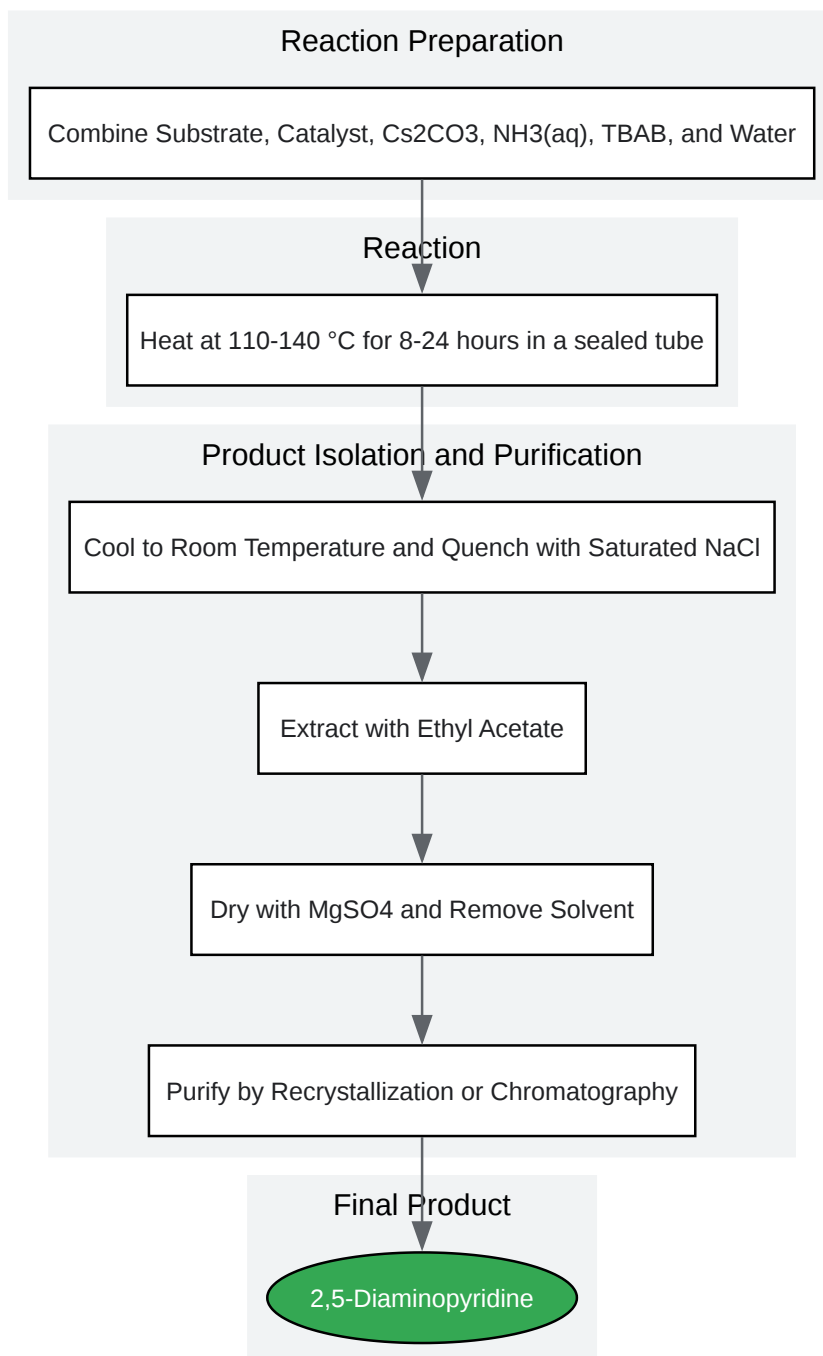 Reaction Preparation
Combine Substrate, Catalyst, Cs2CO3, NH3(aq), TBAB, and Water
Reaction
Heat at 110-140 °C for 8-24 hours in a sealed tube
Product Isolation and Purification
Cool to Room Temperature and Quench with Saturated NaCl
Extract with Ethyl Acetate
Dry with MgSO4 and Remove Solvent
Purify by Recrystallization or Chromatography
Final Product
2,5-Diaminopyridine